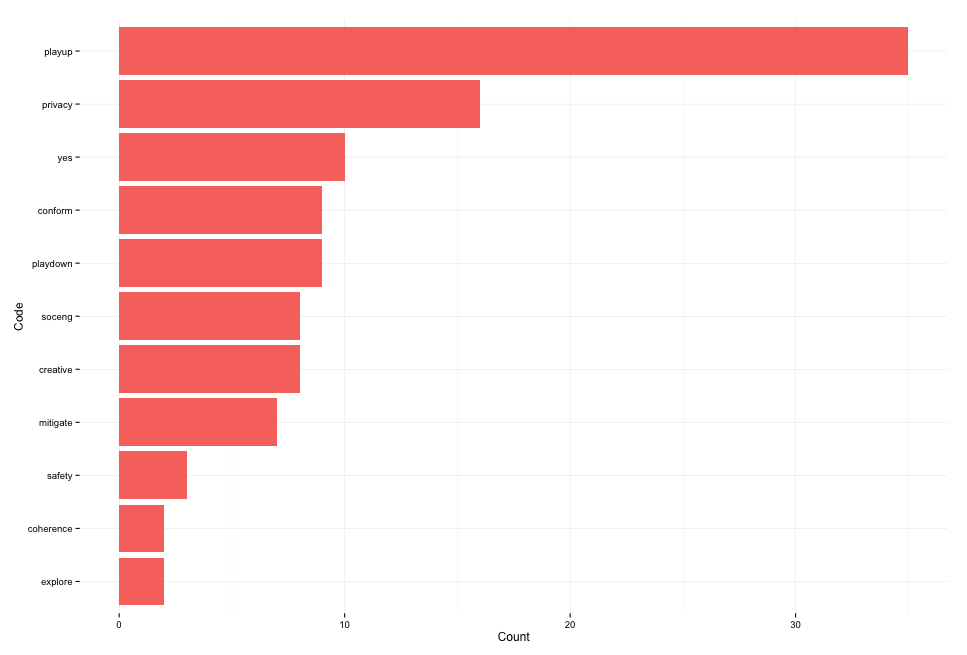 playup
privacy
yes
conform
playdown
soceng
creative
mitigate
safety
coherence
explore
Code
0 10 20 30
Count